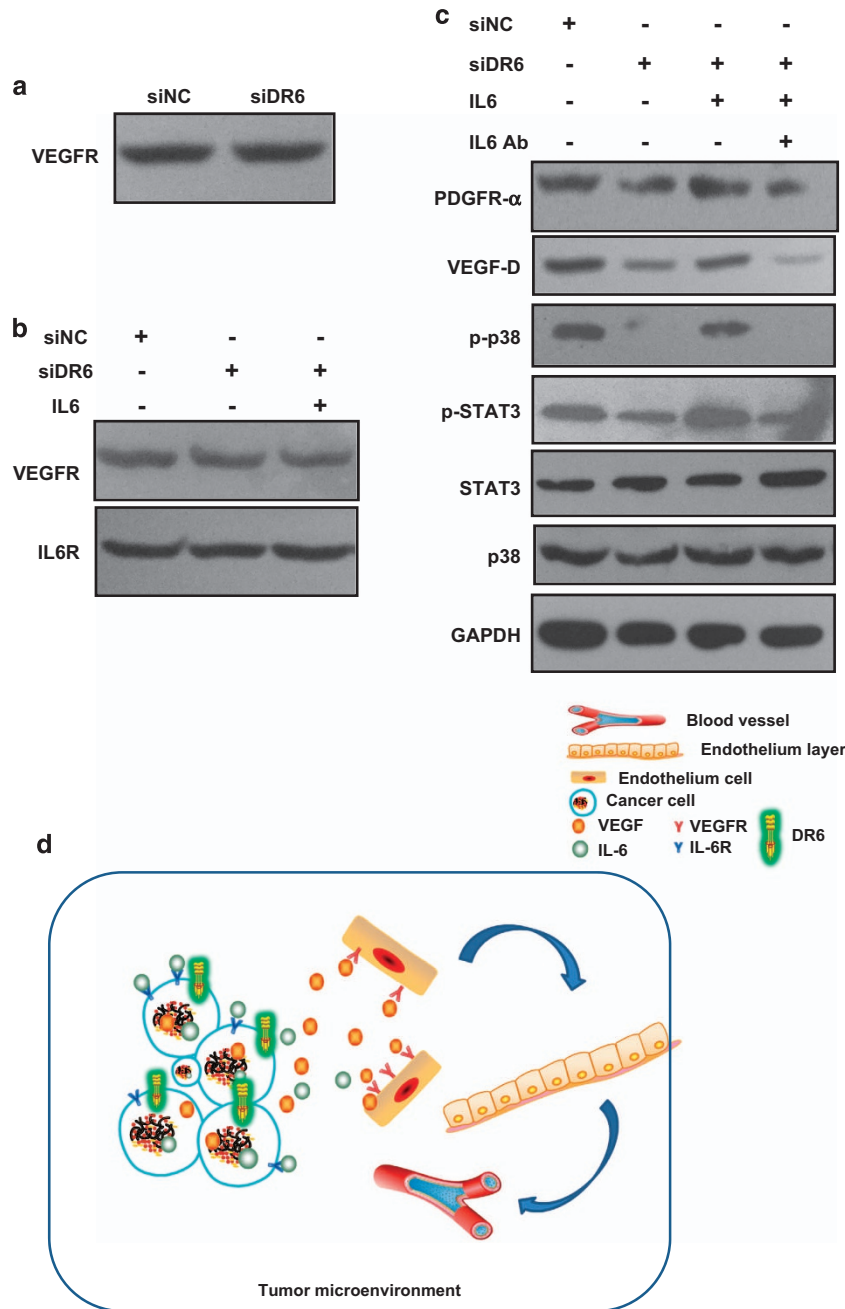 a
siNC siDR6
VEGFR
b
siNC + - -
siDR6 - + +
IL6 - - +
VEGFR
IL6R
c
siNC + - - -
siDR6 - + + +
IL6 - - + +
IL6 Ab - - - +
PDGFR-α
VEGF-D
p-p38
p-STAT3
STAT3
p38
GAPDH
Blood vessel
Endothelium layer
Endothelium cell
Cancer cell
VEGF VEGFR DR6
IL-6 IL-6R
d
Tumor microenvironment